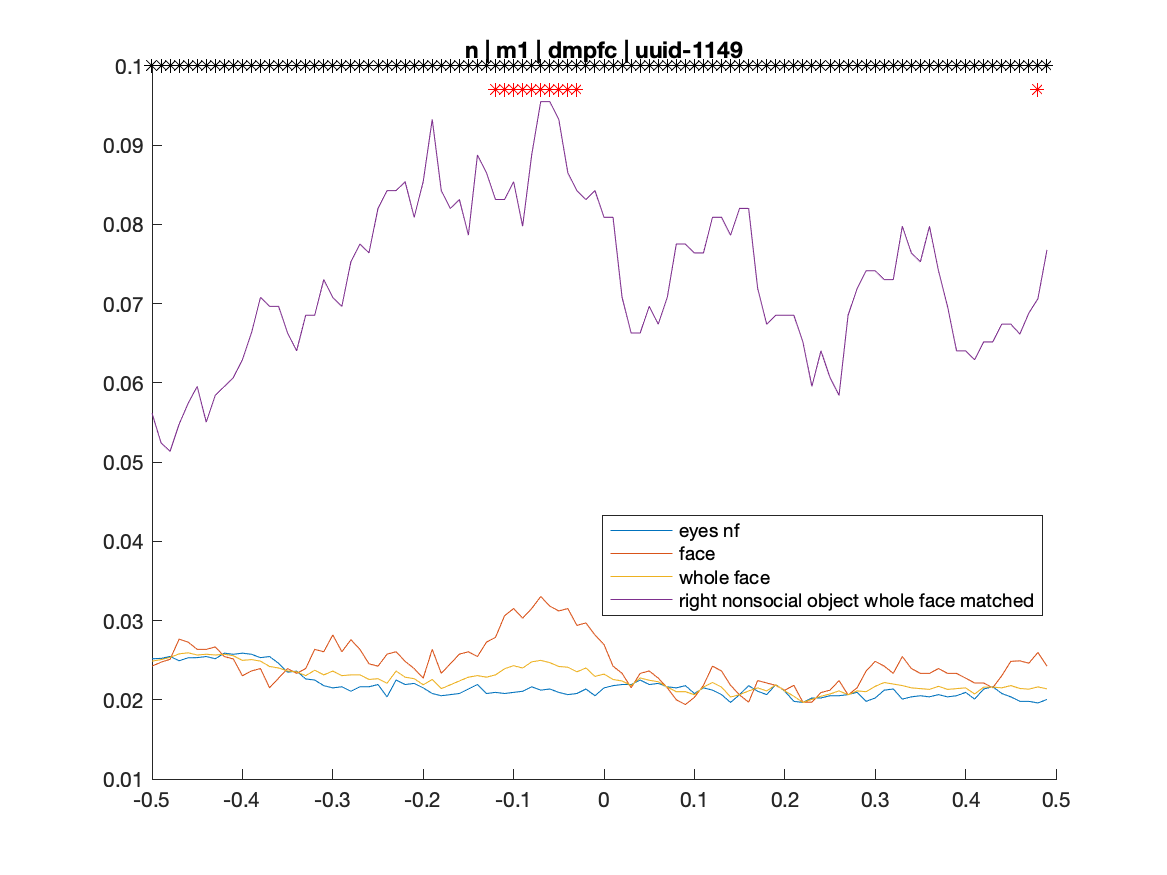 n | m1 | dmpfc | uuid-1149
0.1
0.09
0.08
0.07
0.06
0.05
0.04
0.03
0.02
0.01
eyes nf
face
whole face
right nonsocial object whole face matched
-0.5 -0.4 -0.3 -0.2 -0.1 0 0.1 0.2 0.3 0.4 0.5